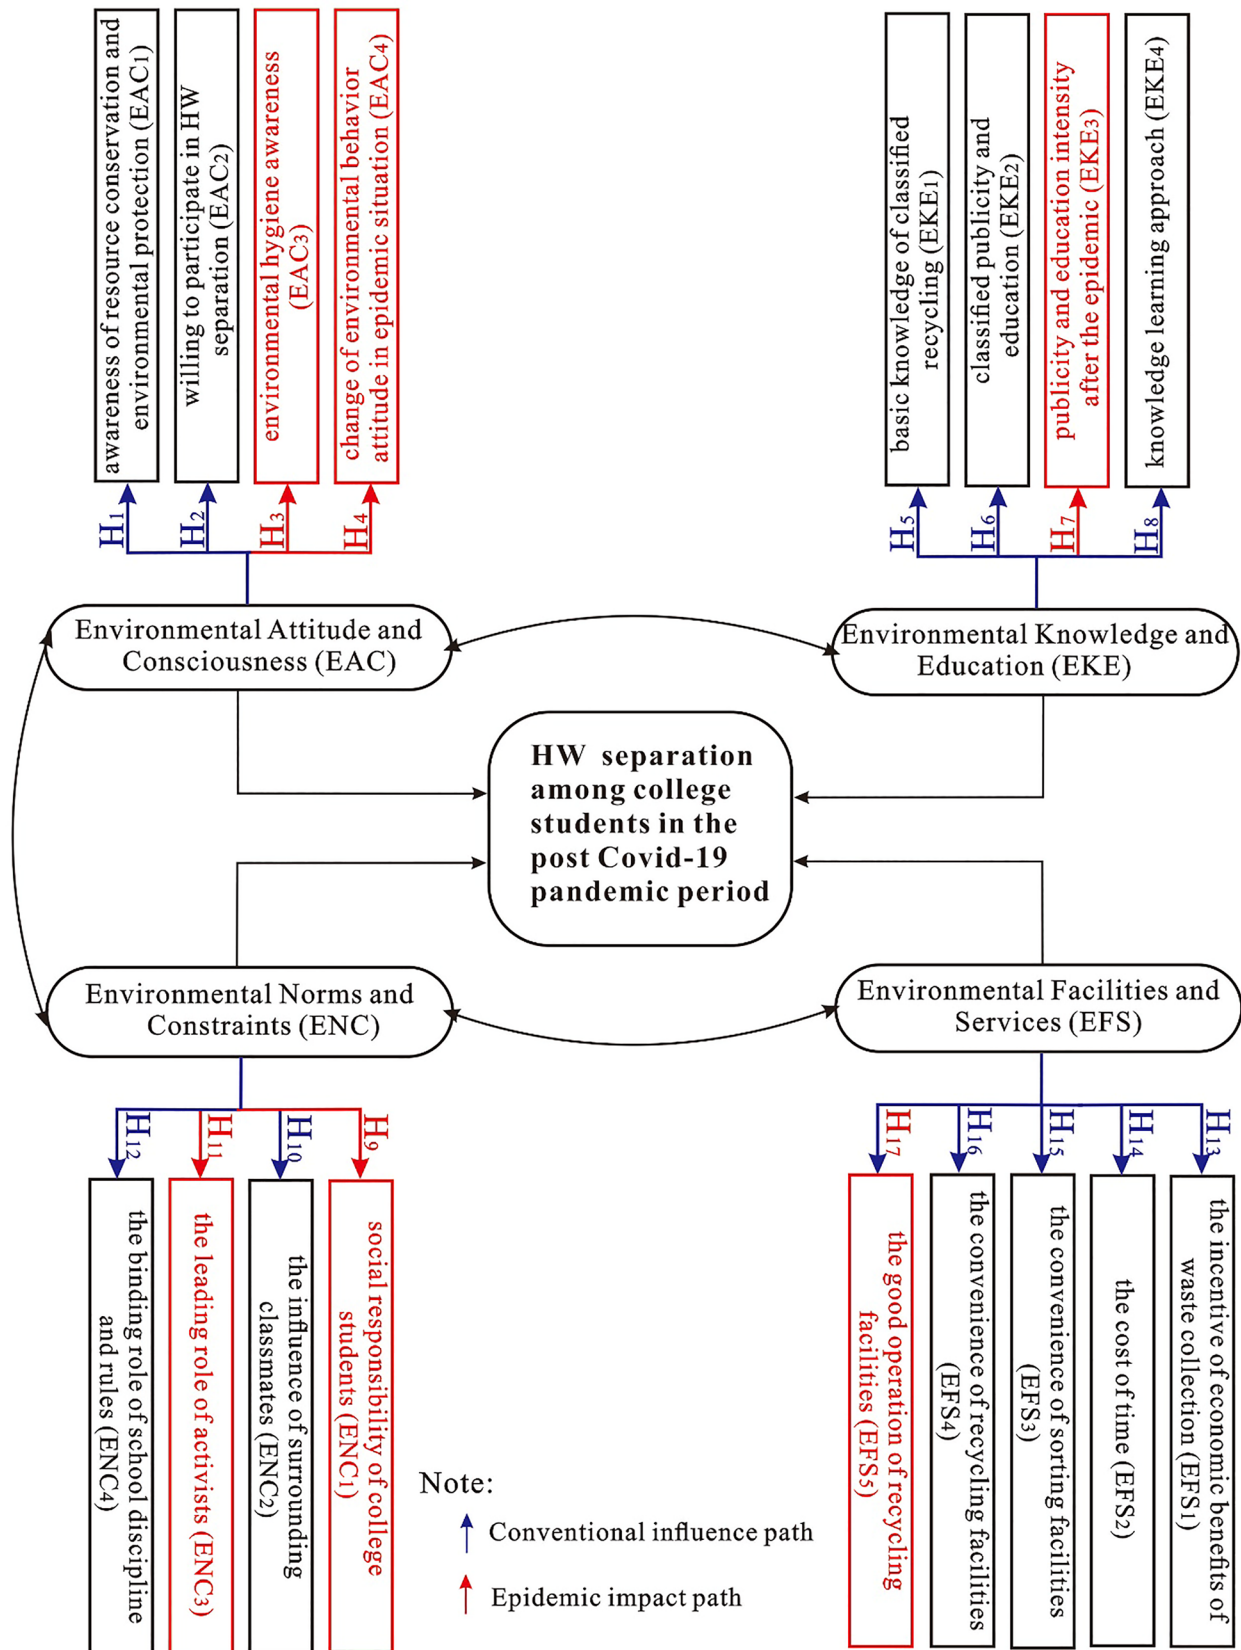 awareness of resource conservation and
environmental protection (EAC1)
willing to participate in HW
separation (EAC2)
environmental hygiene awareness
(EAC3)
change of environmental behavior
attitude in epidemic situation (EAC4)
basic knowledge of classified
recycling (EKE1)
classified publicity and
education (EKE2)
publicity and education intensity
after the epidemic (EKE3)
knowledge learning approach (EKE4)
H1
H2
H3
H4
H5
H6
H7
H8
Environmental Attitude and
Consciousness (EAC)
Environmental Knowledge and
Education (EKE)
HW separation
among college
students in the
post Covid-19
pandemic period
Environmental Norms and
Constraints (ENC)
Environmental Facilities and
Services (EFS)
H12
H11
H10
H9
H17
H16
H15
H14
H13
the binding role of school discipline
and rules (ENC4)
the leading role of activists (ENC3)
the influence of surrounding
classmates (ENC2)
social responsibility of college
students (ENC1)
the good operation of recycling
facilities (EFS5)
the convenience of recycling facilities
(EFS4)
the convenience of sorting facilities
(EFS3)
the cost of time (EFS2)
the incentive of economic benefits of
waste collection (EFS1)
Note:
Conventional influence path
Epidemic impact path